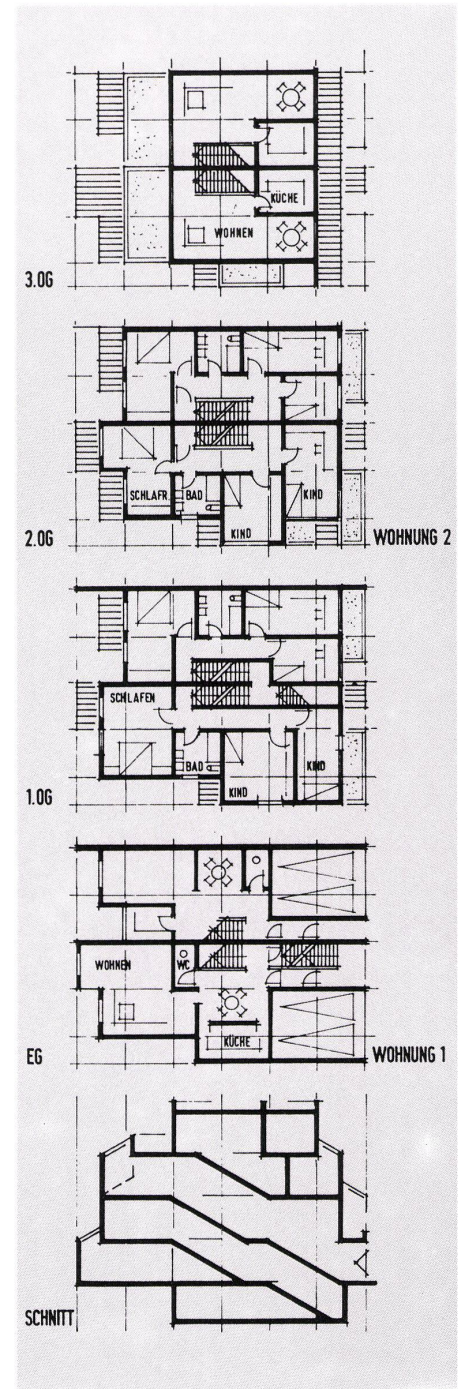 KÜCHE
WOHNEN
3.OG
SCHLAFR.
BAD
KIND
KIND
2.OG
WOHNUNG 2
SCHLAFEN
BAD
KIND
KIND
1.OG
WOHNEN
WC
KÜCHE
EG
WOHNUNG 1
SCHNITT